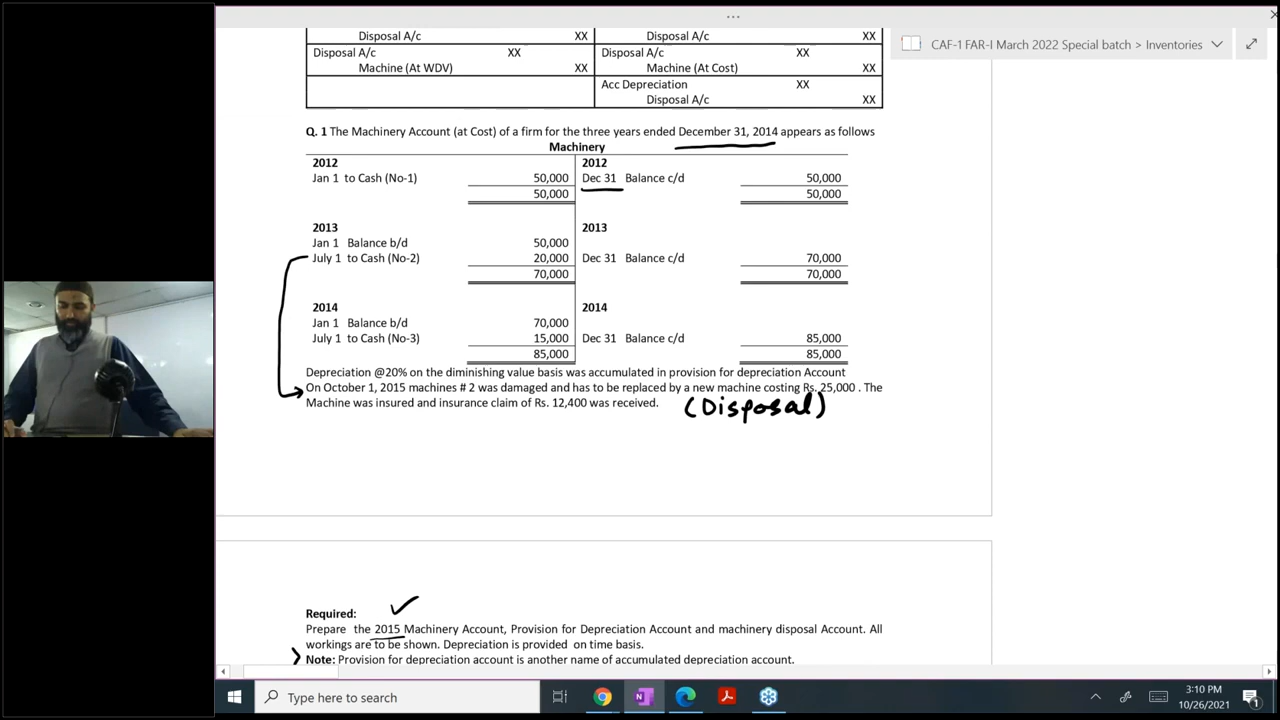 ...
CAF-1 FAR-I March 2022 Special batch > Inventories
Disposal A/c XX Disposal A/c XX
Disposal A/c XX Disposal A/c XX
Machine (At WDV) XX Machine (At Cost) XX
Acc Depreciation XX
Disposal A/c XX
Q. 1 The Machinery Account (at Cost) of a firm for the three years ended December 31, 2014 appears as follows
Machinery
2012 2012
Jan 1 to Cash (No-1) 50,000 Dec 31 Balance c/d 50,000
50,000 50,000
2013 2013
Jan 1 Balance b/d 50,000
July 1 to Cash (No-2) 20,000 Dec 31 Balance c/d 70,000
70,000 70,000
2014 2014
Jan 1 Balance b/d 70,000
July 1 to Cash (No-3) 15,000 Dec 31 Balance c/d 85,000
85,000 85,000
Depreciation @20% on the diminishing value basis was accumulated in provision for depreciation Account
On October 1, 2015 machines # 2 was damaged and has to be replaced by a new machine costing Rs. 25,000 . The
Machine was insured and insurance claim of Rs. 12,400 was received. (Disposal)
Required:
Prepare the 2015 Machinery Account, Provision for Depreciation Account and machinery disposal Account. All
workings are to be shown. Depreciation is provided on time basis.
Note: Provision for depreciation account is another name of accumulated depreciation account.
Type here to search
3:10 PM
10/26/2021